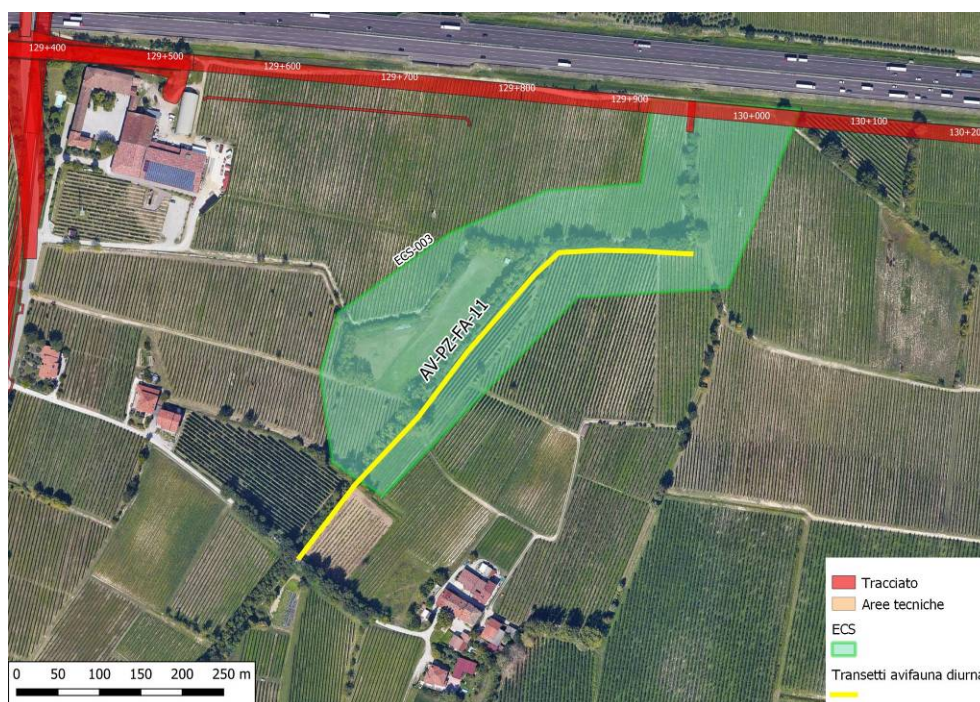 129+400
129+500
129+600
129+700
129+800
129+900
130+000
130+100
130+20
ECS-003
AV-PZ-FA-11
Tracciato
Aree tecniche
ECS
Transetti avifauna diurna
0 50 100 150 200 250 m